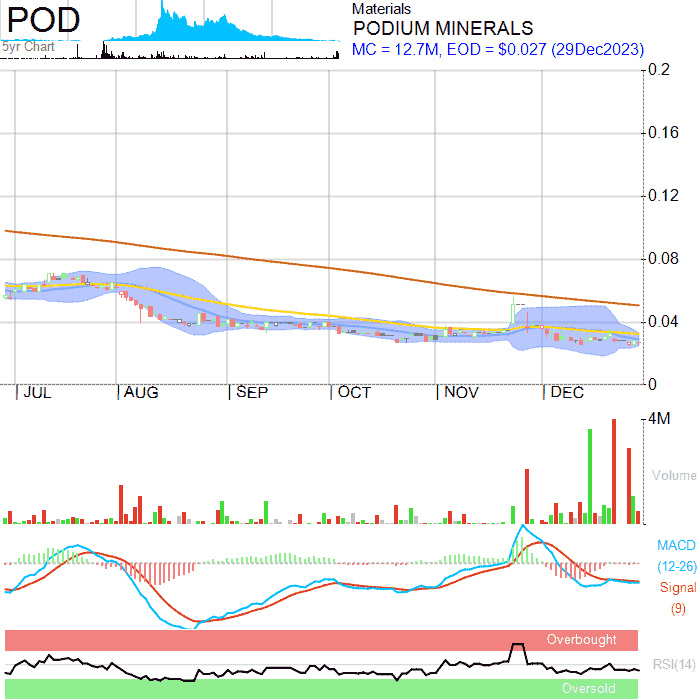 POD
5yr Chart
Materials
PODIUM MINERALS
MC = 12.7M, EOD = $0.027 (29Dec2023)
0.2
0.16
0.12
0.08
0.04
0
JUL AUG SEP OCT NOV DEC
4M
Volume
MACD
(12-26)
Signal
(9)
Overbought
RSI(14)
Oversold